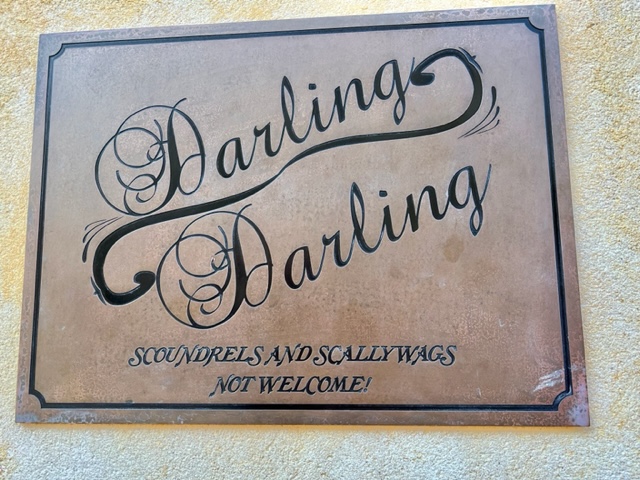 Darling
Darling
SCOUNDRELS AND SCALLYWAGS
NOT WELCOME!